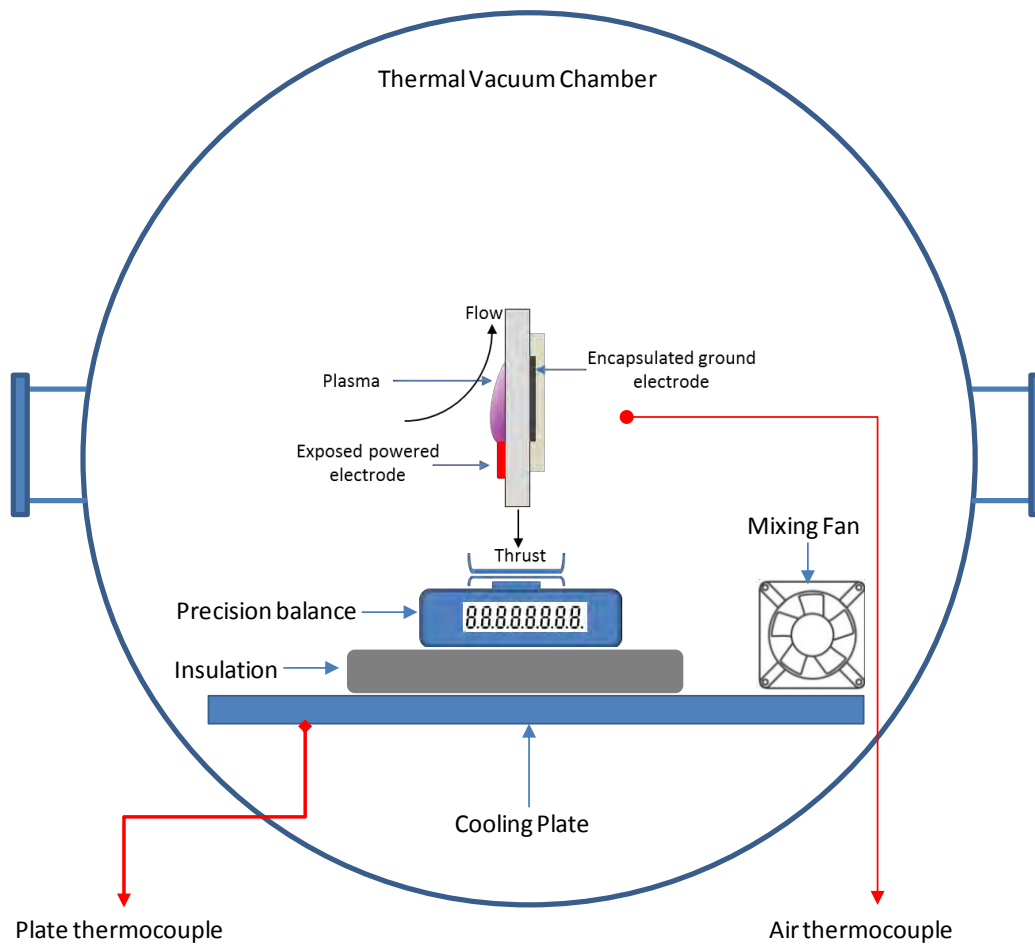 Thermal Vacuum Chamber
Flow
Plasma
Encapsulated ground
electrode
Exposed powered
electrode
Thrust
Mixing Fan
Precision balance
8.8.8.8.8.8.8.8.
Insulation
Cooling Plate
Plate thermocouple
Air thermocouple